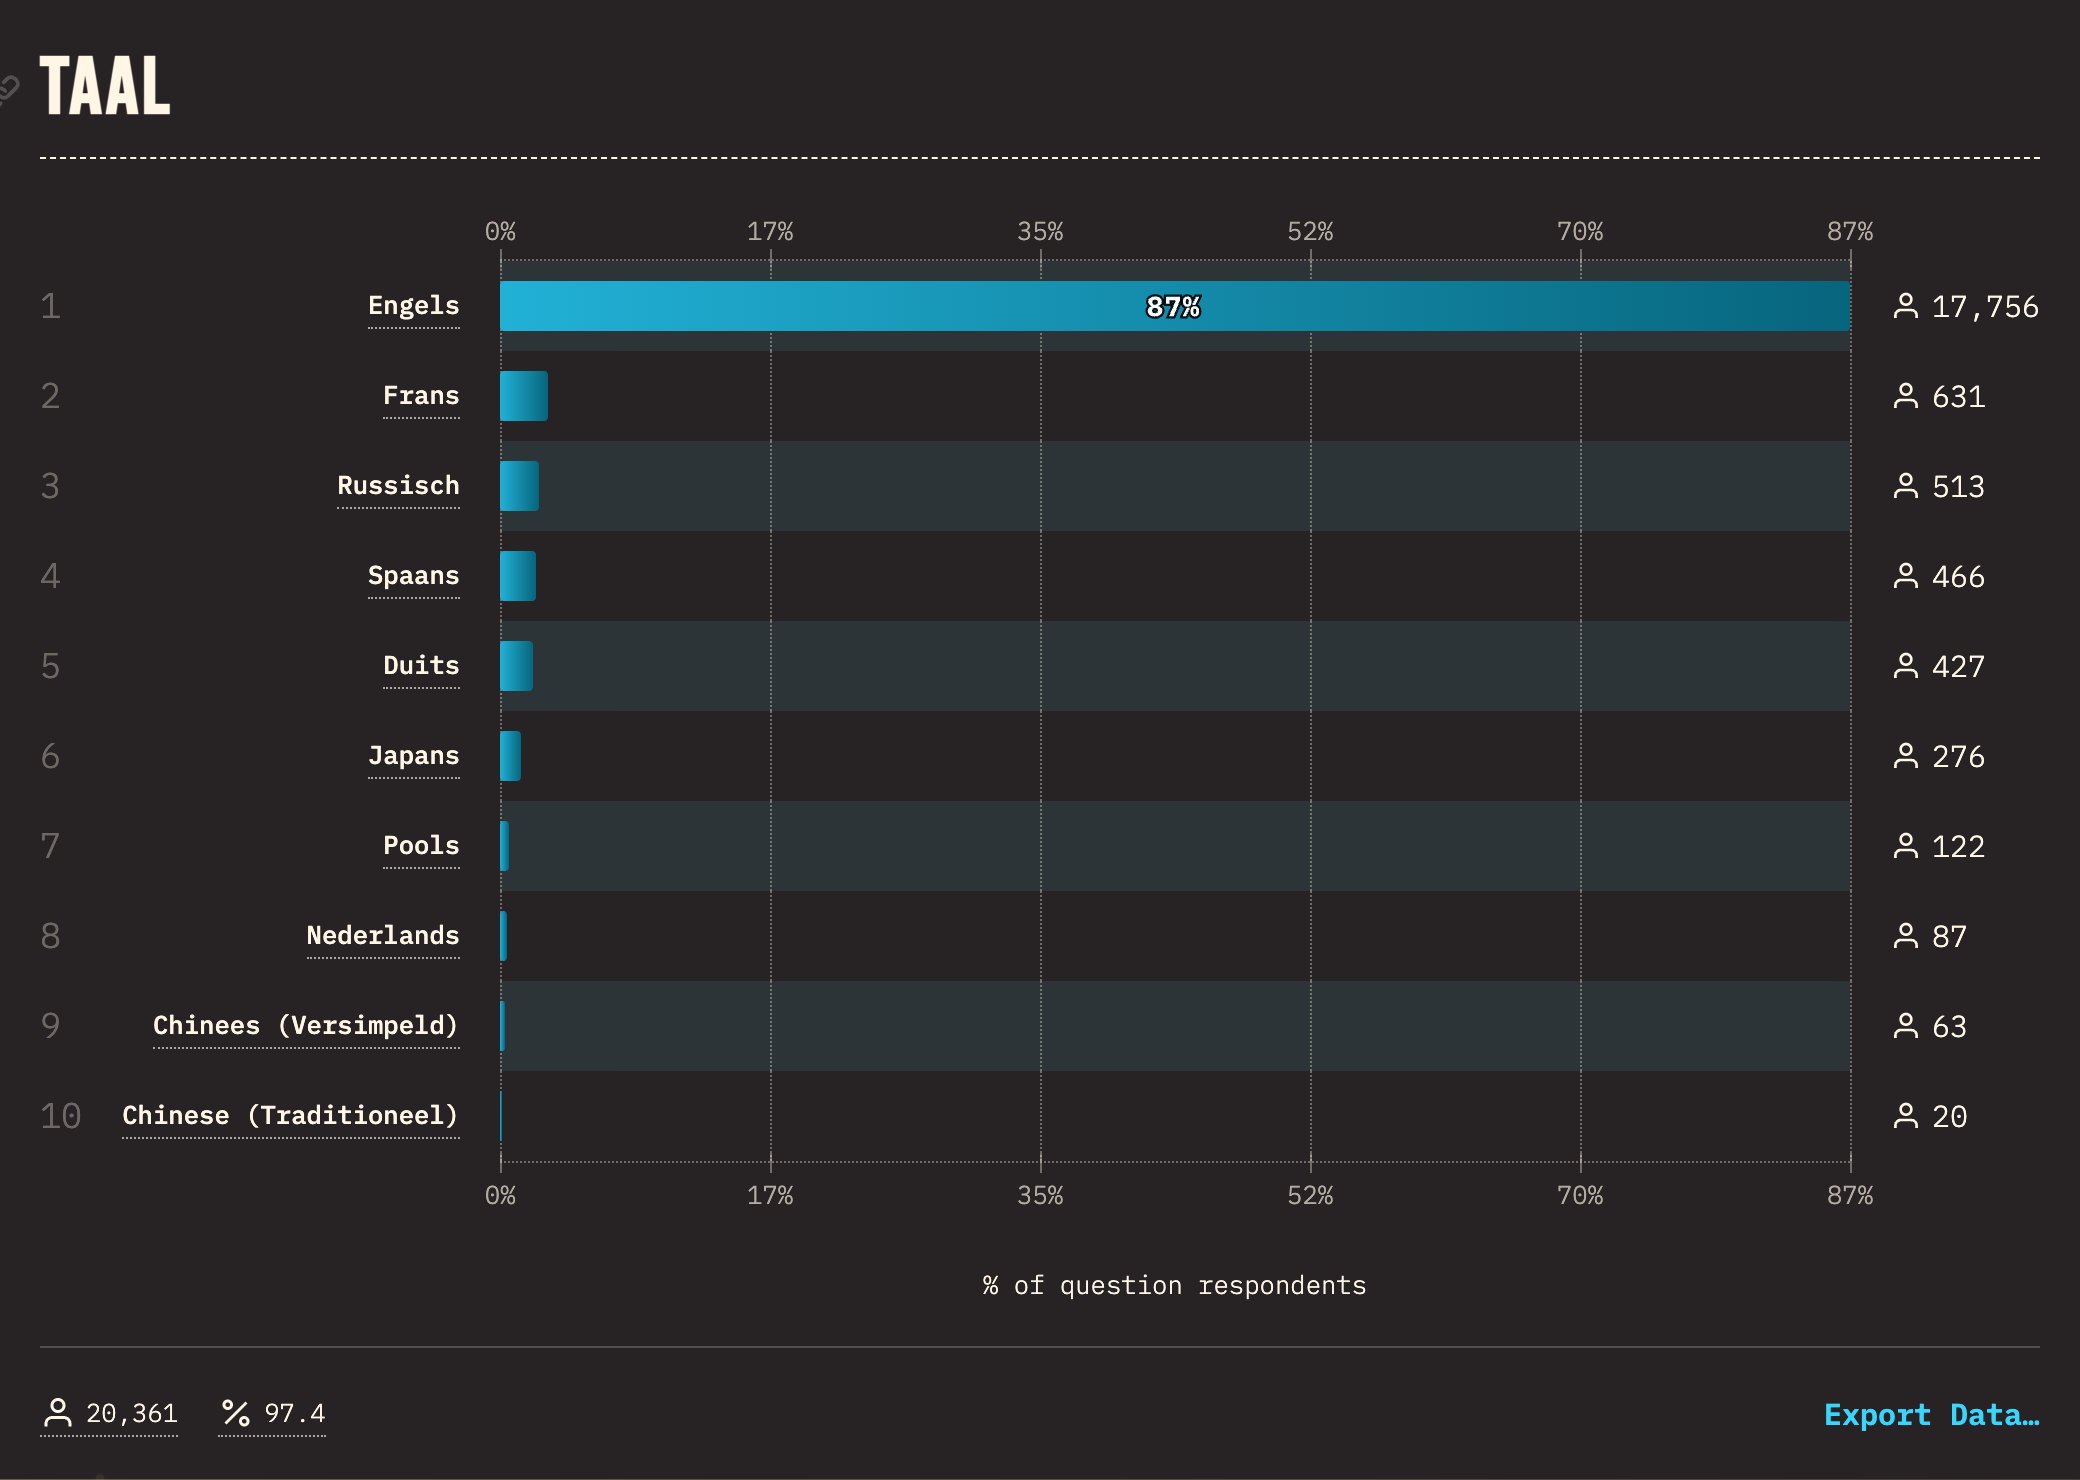 TAAL
0% 17% 35% 52% 70% 87%
1 Engels 87% 17,756
2 Frans 631
3 Russisch 513
4 Spaans 466
5 Duits 427
6 Japans 276
7 Pools 122
8 Nederlands 87
9 Chinees (Versimpeld) 63
10 Chinese (Traditioneel) 20
0% 17% 35% 52% 70% 87%
% of question respondents
20,361 % 97.4 Export Data…